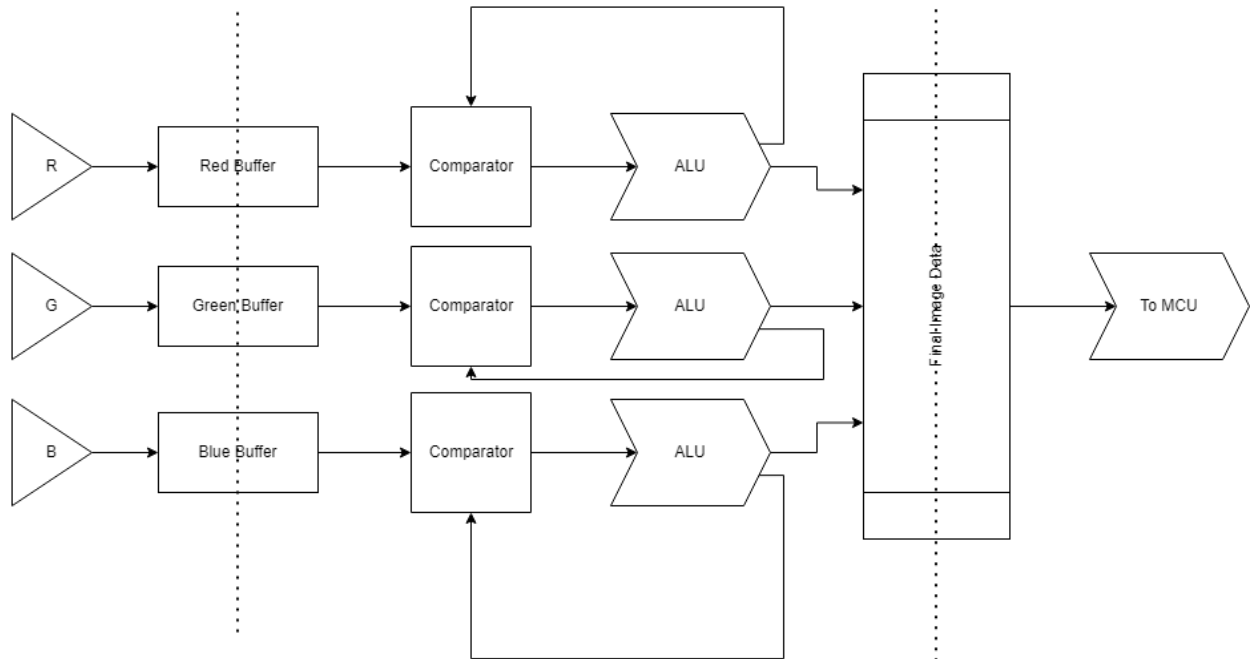 R
Red Buffer
Comparator
ALU
G
Green Buffer
Comparator
ALU
Final Image Data
To MCU
B
Blue Buffer
Comparator
ALU